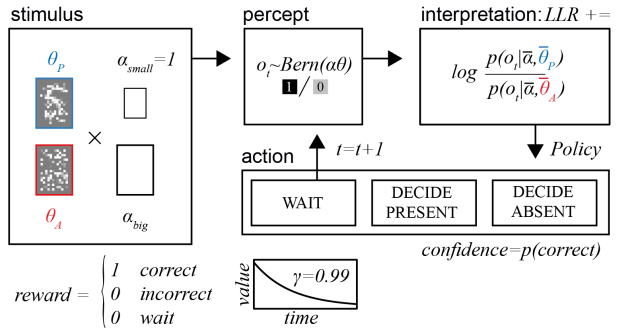 stimulus
θ_P
α_small=1
×
θ_A
α_big
percept
o_t~Bern(αθ)
1 / 0
interpretation: LLR +=
log p(o_t|ᾱ,θ̄_P) / p(o_t|ᾱ,θ̄_A)
t=t+1
Policy
action
WAIT
DECIDE PRESENT
DECIDE ABSENT
confidence=p(correct)
reward = { 1 correct
0 incorrect
0 wait
value
γ=0.99
time